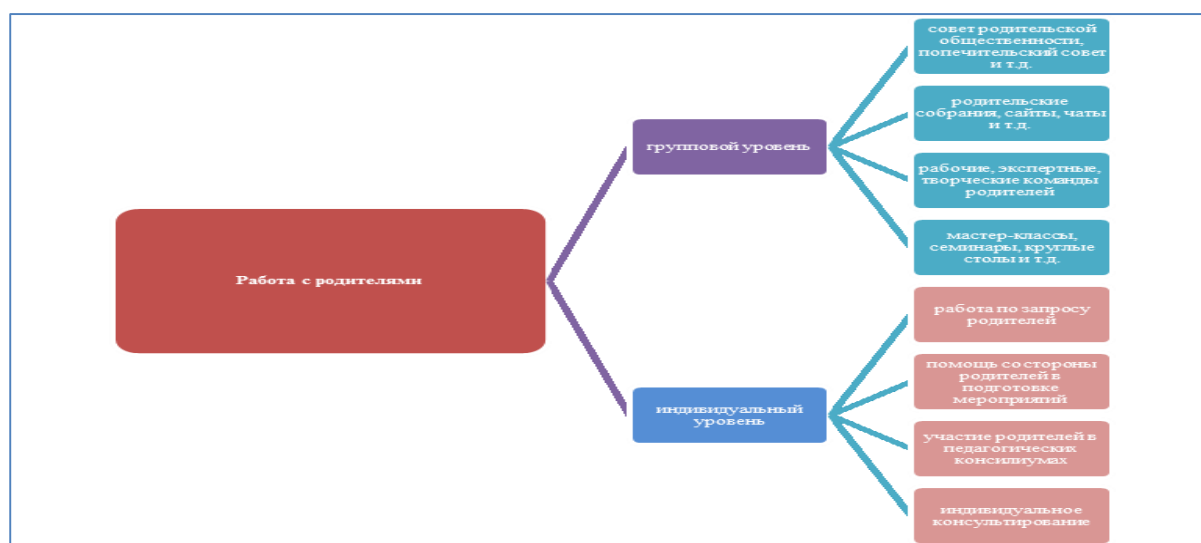 Работа с родителями
групповой уровень
совет родительской
общественности,
попечительский совет
и т.д.
родительские
собрания, сайты, чаты
и т.д.
рабочие, экспертные,
творческие команды
родителей
мастер-классы,
семинары, круглые
столы и т.д.
индивидуальный
уровень
работа по запросу
родителей
помощь со стороны
родителей в
подготовке
мероприятий
участие родителей в
педагогических
консилиумах
индивидуальное
консультирование